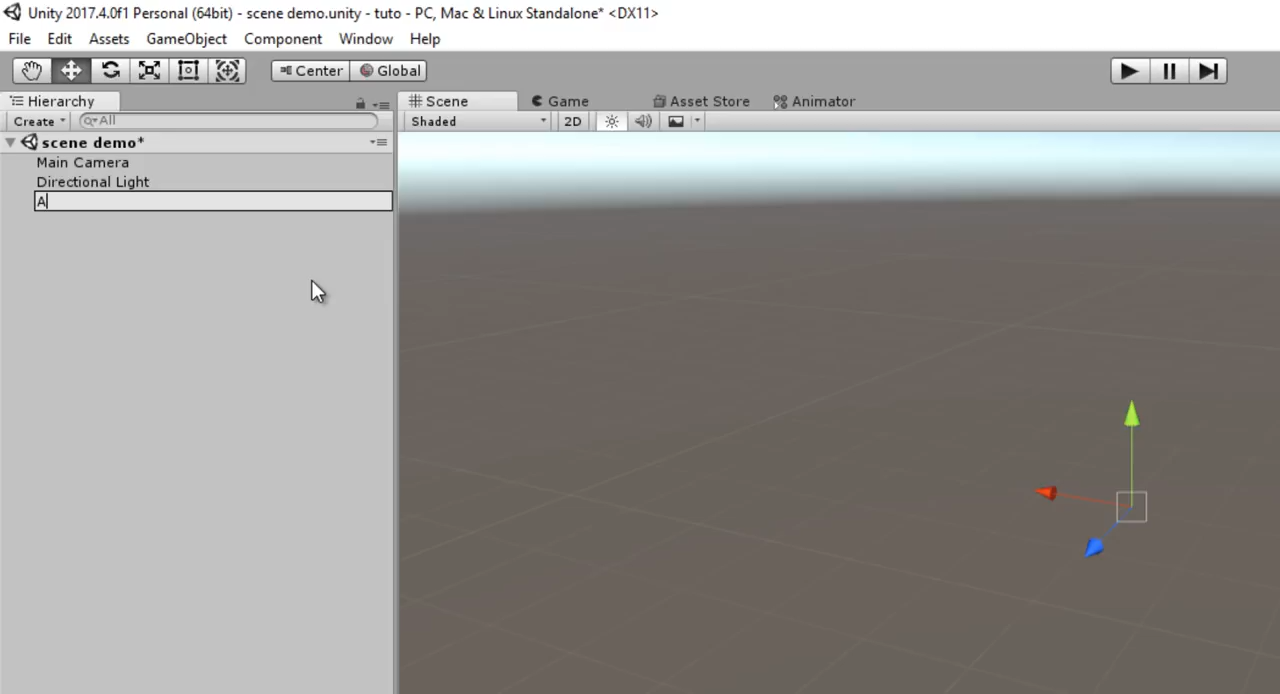 Unity 2017.4.0f1 Personal (64bit) - scene demo.unity - tuto - PC, Mac & Linux Standalone* <DX11>
File Edit Assets GameObject Component Window Help
Center Global
Hierarchy Scene Game Asset Store Animator
Create All Shaded 2D
scene demo*
Main Camera
Directional Light
A